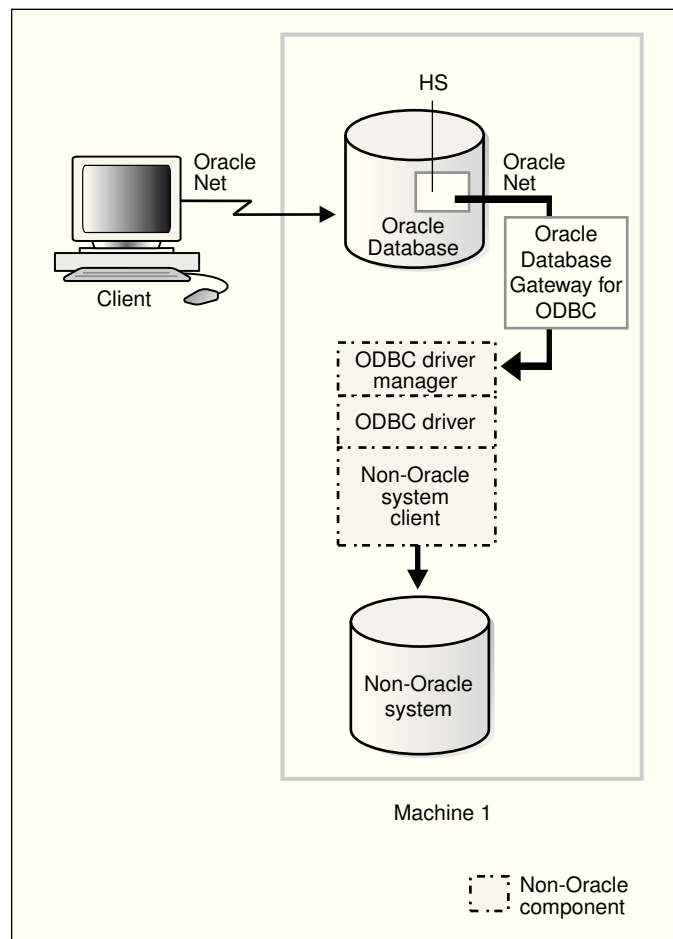 HS
Oracle
Net
Client
Oracle
Database
Oracle
Net
Oracle
Database
Gateway for
ODBC
ODBC driver
manager
ODBC driver
Non-Oracle
system
client
Non-Oracle
system
Machine 1
Non-Oracle
component